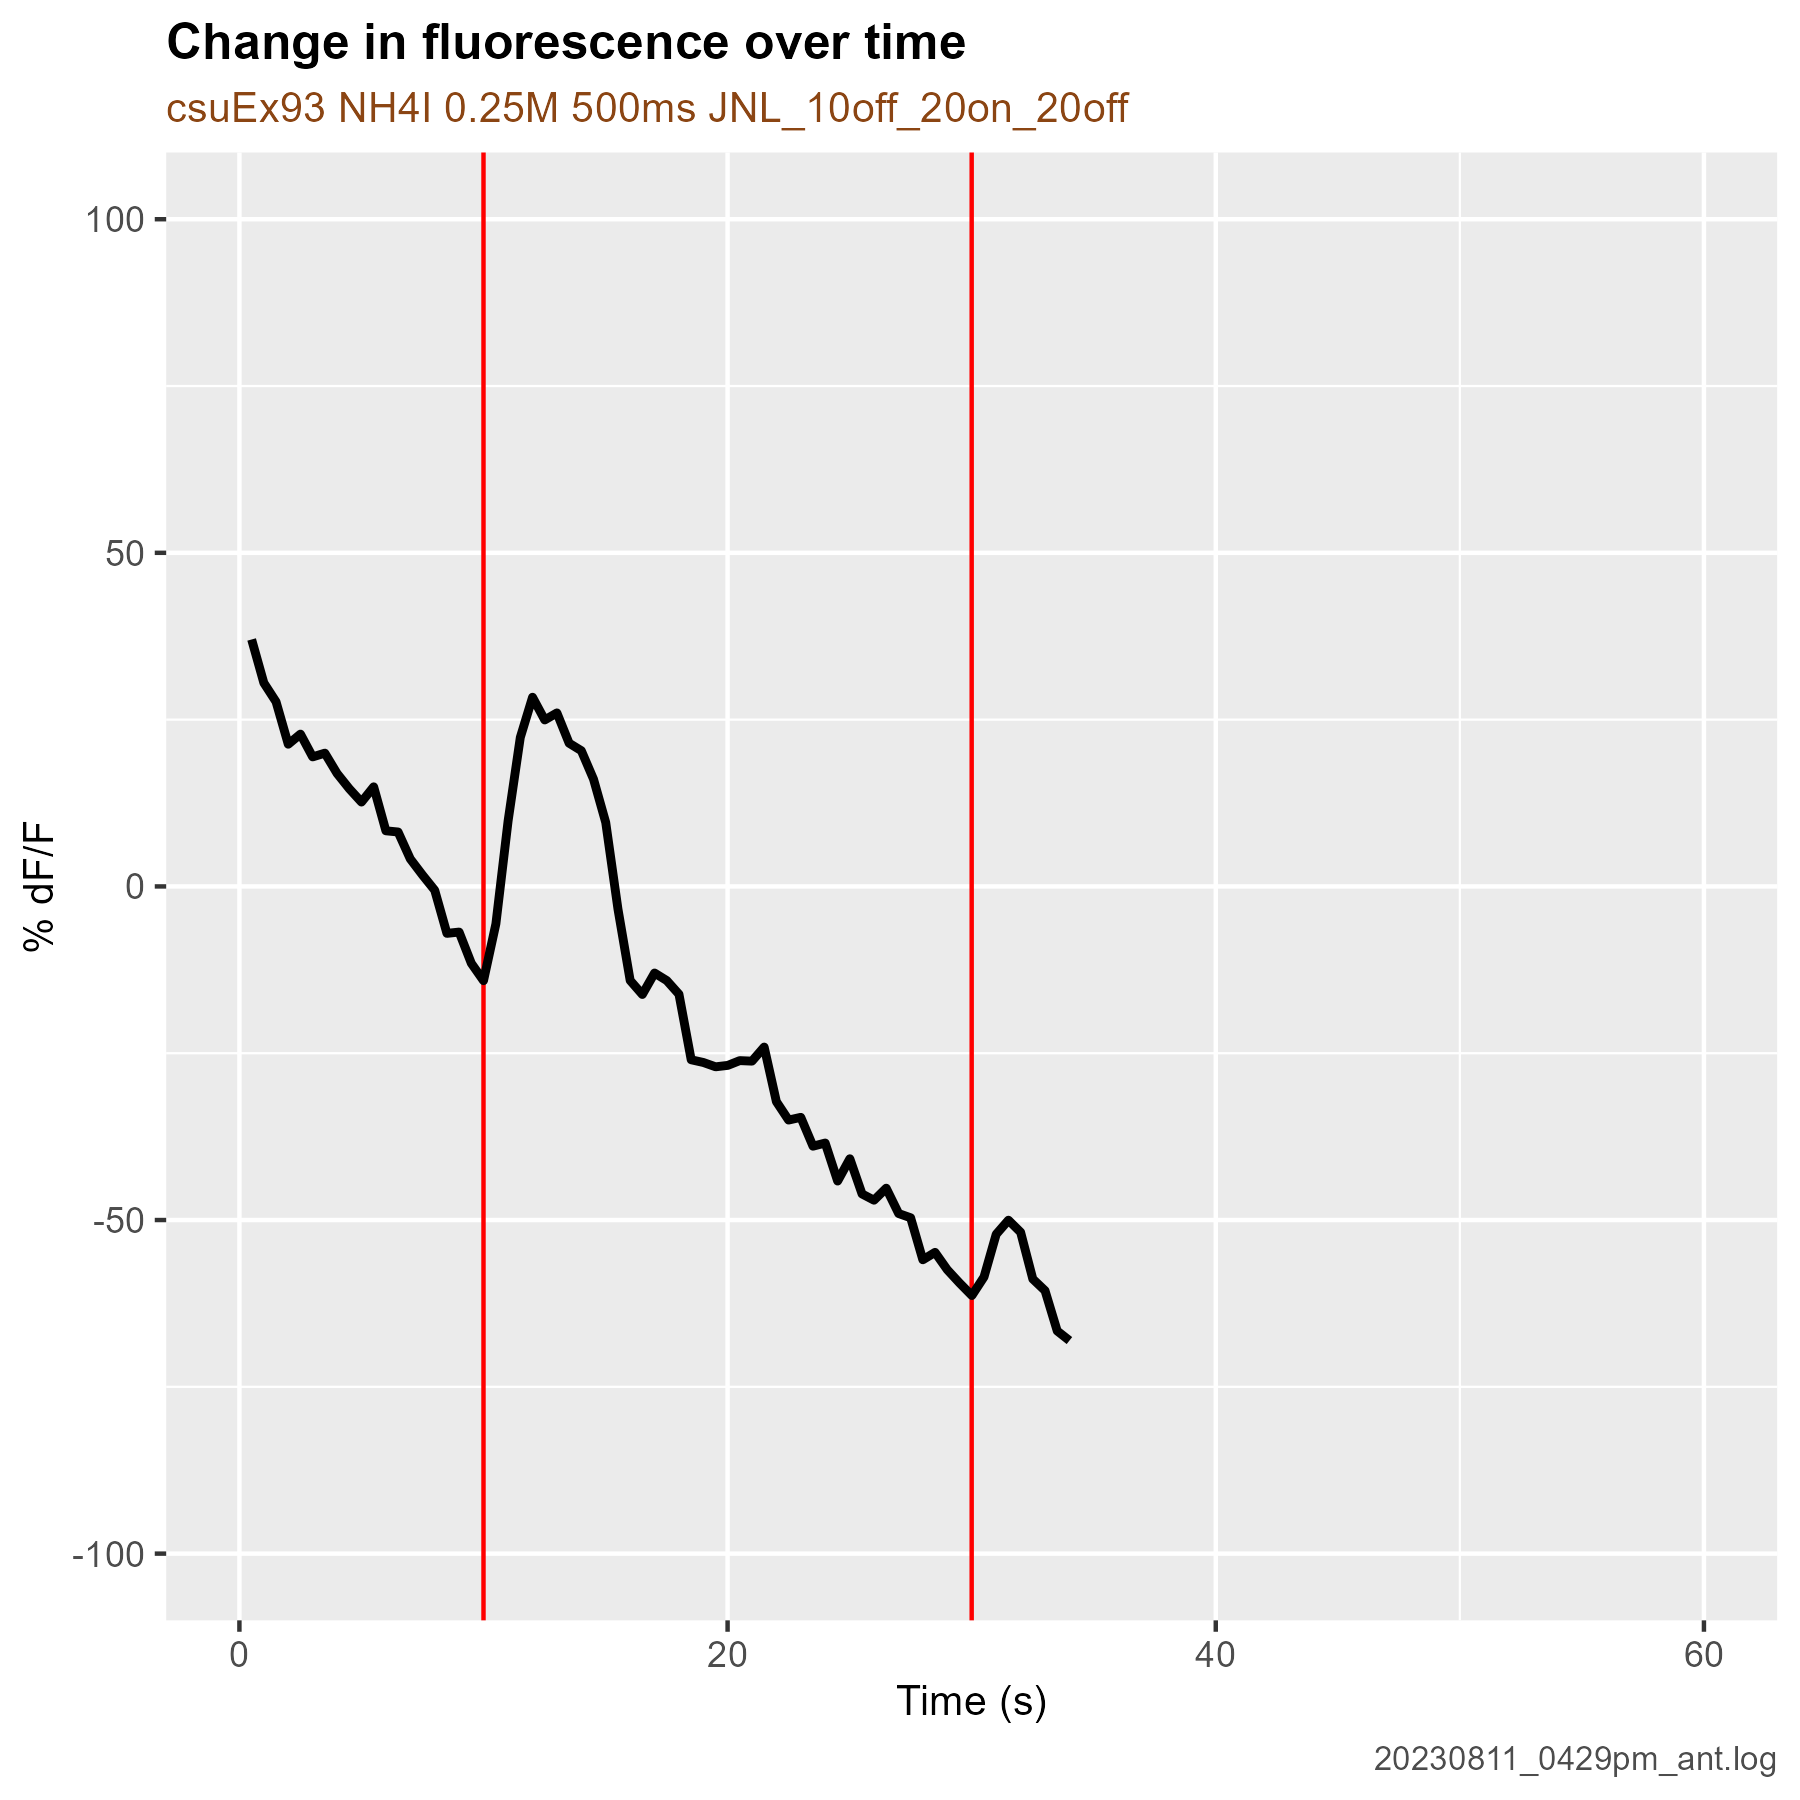 Change in fluorescence over time
csuEx93 NH4I 0.25M 500ms JNL_10off_20on_20off
100
50
0
-50
-100
% dF/F
0 20 40 60
Time (s)
20230811_0429pm_ant.log